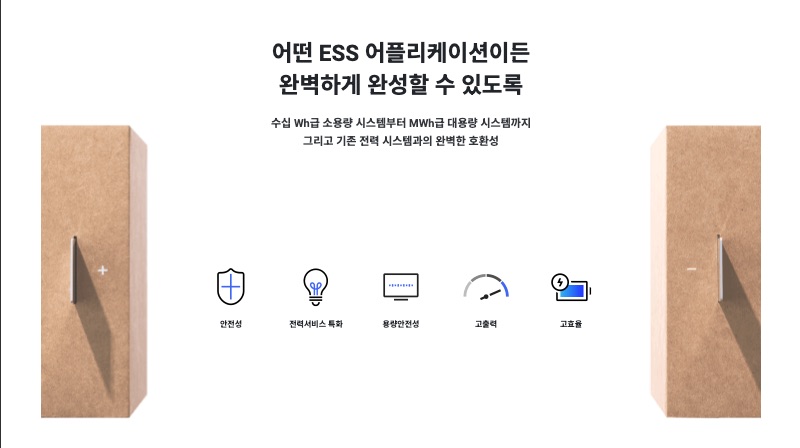 어떤 ESS 어플리케이션이든
완벽하게 완성할 수 있도록
수십 Wh급 소용량 시스템부터 MWh급 대용량 시스템까지
그리고 기존 전력 시스템과의 완벽한 호환성
+
−
안전성
전력서비스 특화
용량안전성
고출력
고효율